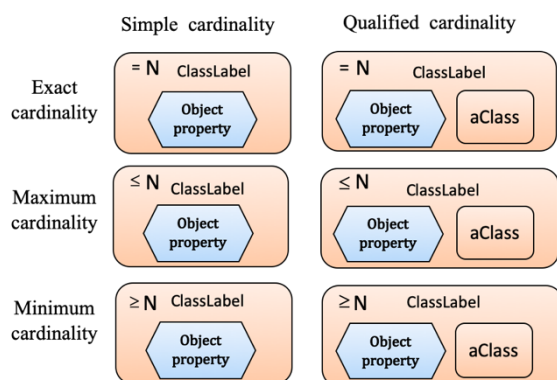 Simple cardinality
Qualified cardinality
Exact cardinality
= N
ClassLabel
Object property
= N
ClassLabel
Object property
aClass
Maximum cardinality
≤ N
ClassLabel
Object property
≤ N
ClassLabel
Object property
aClass
Minimum cardinality
≥ N
ClassLabel
Object property
≥ N
ClassLabel
Object property
aClass